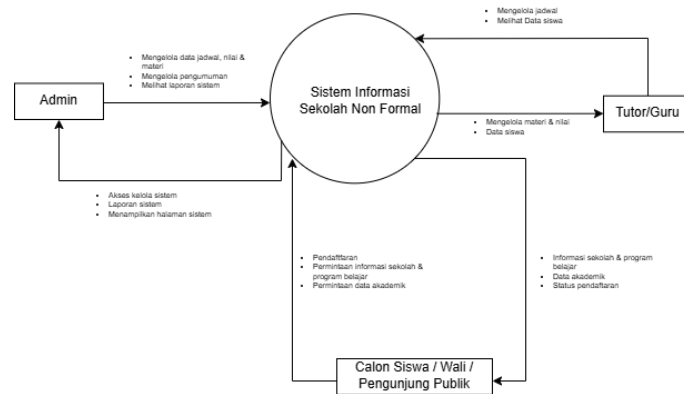 Mengelola jadwal
Melihat Data siswa
Mengelola data jadwal, nilai &
materi
Mengelola pengumuman
Melihat laporan sistem
Admin
Sistem Informasi
Sekolah Non Formal
Tutor/Guru
Mengelola materi & nilai
Data siswa
Akses kelola sistem
Laporan sistem
Menampilkan halaman sistem
Pendaftfaran
Permintaan informasi sekolah &
program belajar
Permintaan data akademik
Informasi sekolah & program
belajar
Data akademik
Status pendaftaran
Calon Siswa / Wali /
Pengunjung Publik